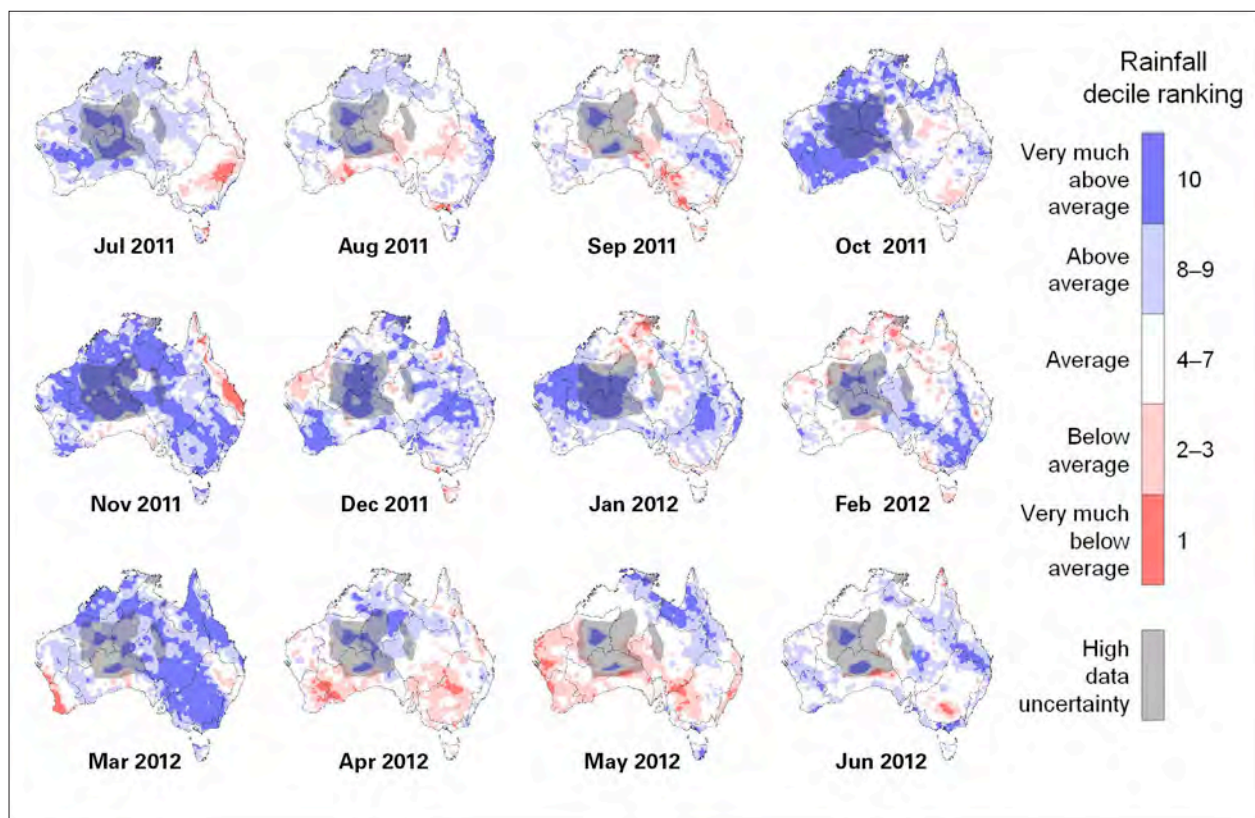 Jul 2011
Aug 2011
Sep 2011
Oct 2011
Nov 2011
Dec 2011
Jan 2012
Feb 2012
Mar 2012
Apr 2012
May 2012
Jun 2012
Rainfall
decile ranking
Very much
above
average
10
Above
average
8–9
Average
4–7
Below
average
2–3
Very much
below
average
1
High
data
uncertainty